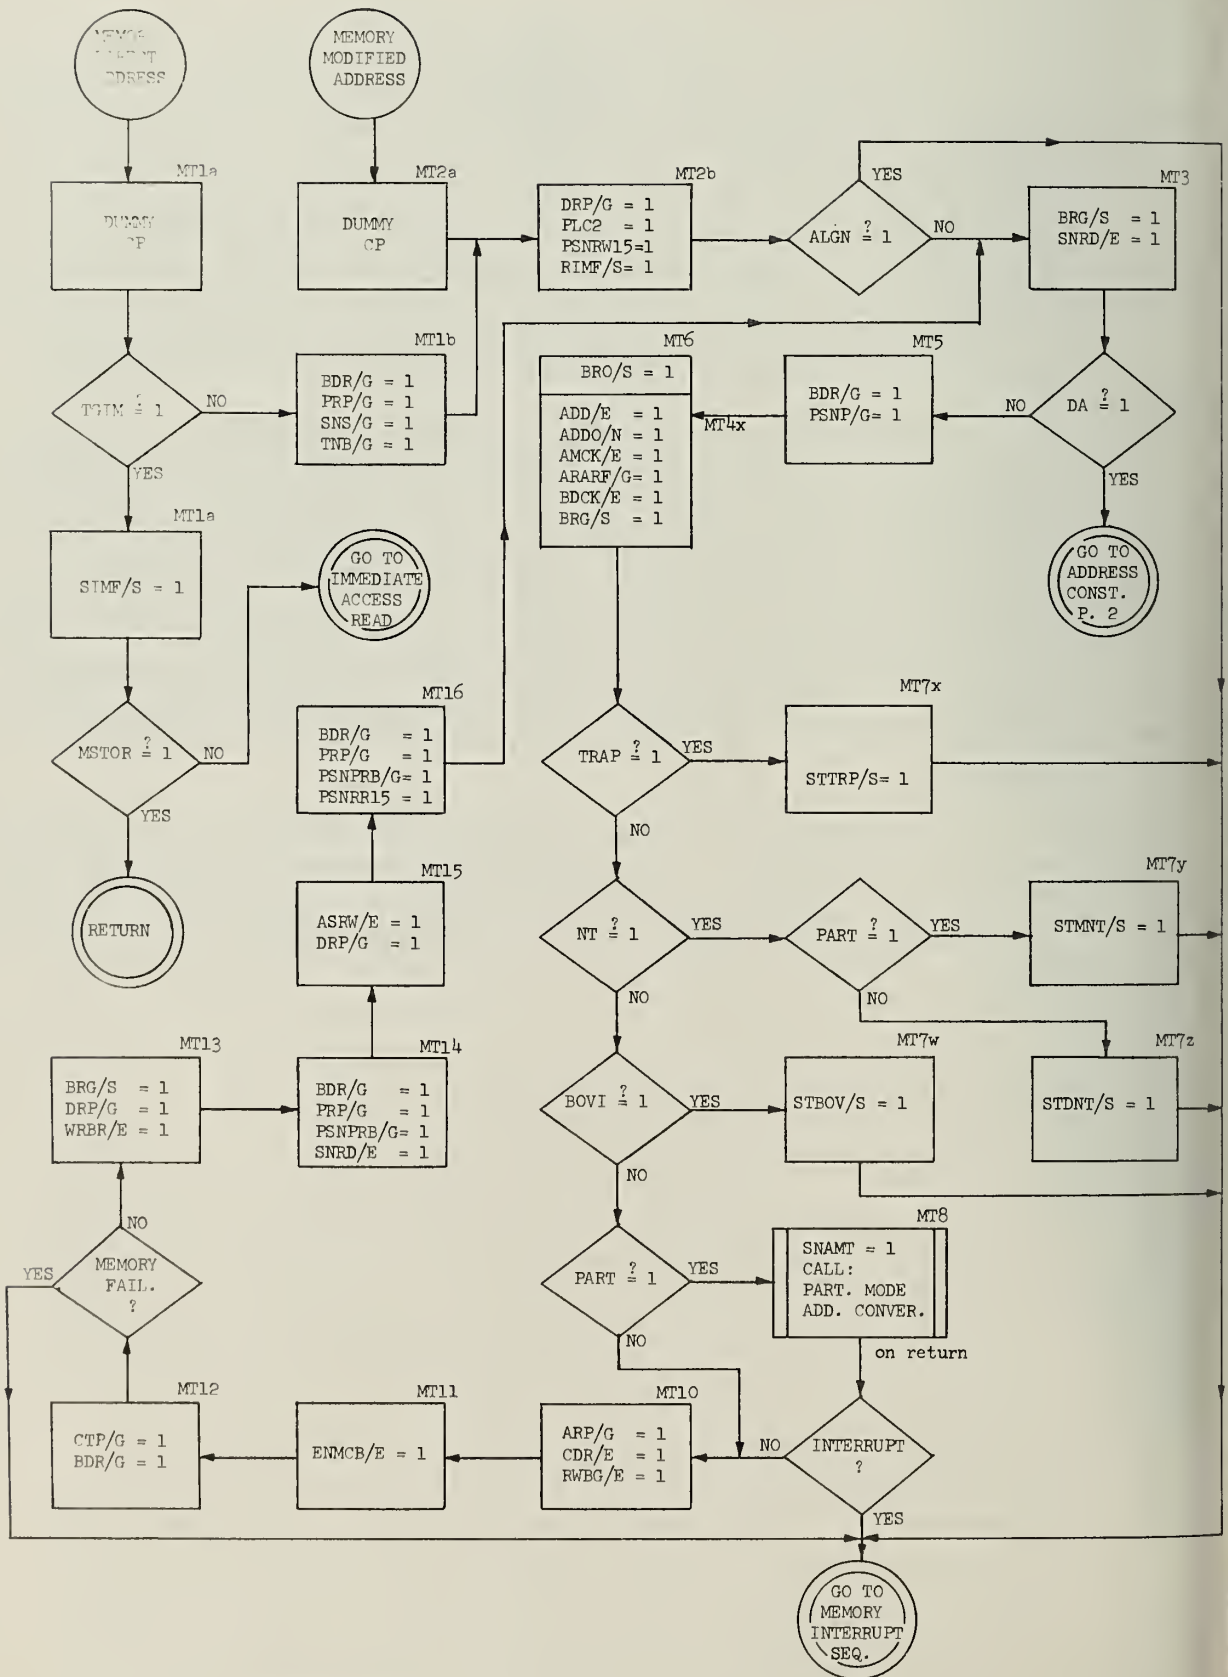 ADDRESS
MEMORY
MODIFIED
ADDRESS
MT1a
DUMMY
CP
MT2a
DUMMY
CP
MT2b
DRP/G = 1
PLC2 = 1
PSNRW15=1
RIMF/S= 1
ALGN ?= 1
YES
NO
MT3
BRG/S = 1
SNRD/E = 1
TGIM ?= 1
NO
YES
MT1b
BDR/G = 1
PRP/G = 1
SNS/G = 1
TNB/G = 1
MT6
BRO/S = 1
ADD/E = 1
ADDO/N = 1
AMCK/E = 1
ARARF/G= 1
BDCK/E = 1
BRG/S = 1
MT4x
MT5
BDR/G = 1
PSNP/G= 1
NO
DA ?= 1
YES
GO TO
ADDRESS
CONST.
P. 2
MT1a
SIMF/S = 1
GO TO
IMMEDIATE
ACCESS
READ
MSTOR ?= 1
NO
YES
RETURN
MT16
BDR/G = 1
PRP/G = 1
PSNPRB/G= 1
PSNRR15 = 1
TRAP ?= 1
YES
NO
MT7x
STTRP/S= 1
MT15
ASRW/E = 1
DRP/G = 1
NT ?= 1
YES
NO
PART ?= 1
YES
NO
MT7y
STMNT/S = 1
MT13
BRG/S = 1
DRP/G = 1
WRBR/E = 1
MT14
BDR/G = 1
PRP/G = 1
PSNPRB/G= 1
SNRD/E = 1
BOVI ?= 1
YES
NO
MT7w
STBOV/S = 1
MT7z
STDNT/S = 1
NO
YES
MEMORY
FAIL.
?
PART ?= 1
YES
NO
MT8
SNAMT = 1
CALL:
PART. MODE
ADD. CONVER.
on return
MT12
CTP/G = 1
BDR/G = 1
MT11
ENMCB/E = 1
MT10
ARP/G = 1
CDR/E = 1
RWBG/E = 1
NO
INTERRUPT
?
YES
GO TO
MEMORY
INTERRUPT
SEQ.